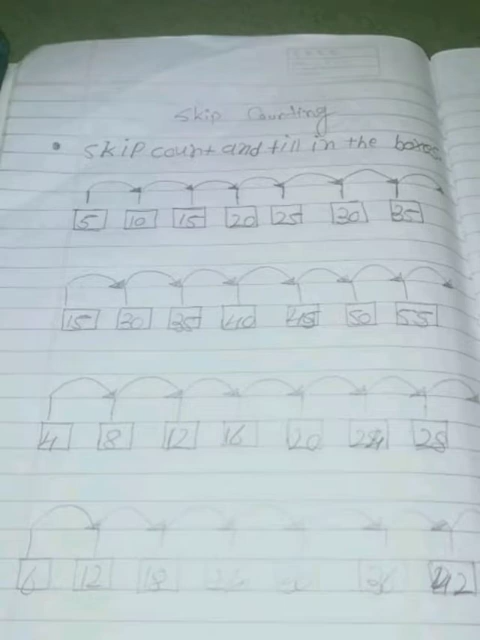 Skip Counting
• Skip count and fill in the boxes
5 10 15 20 25 30 35
15 30 35 40 45 50 55
4 8 12 16 20 24 28
6 12 18 42